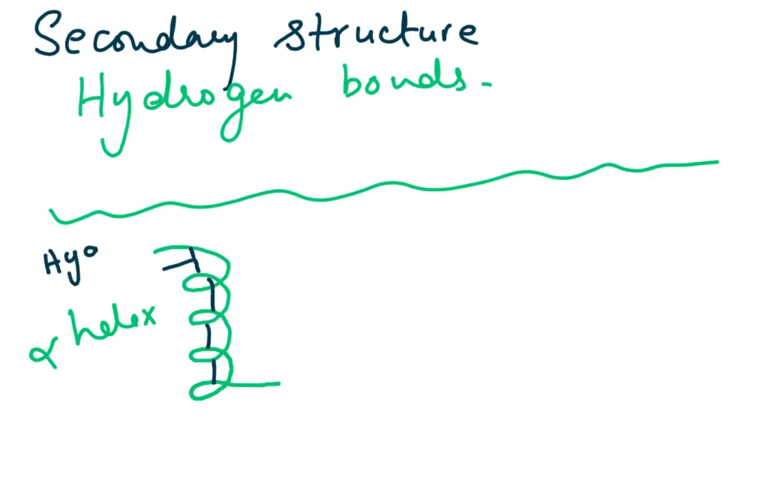 Secondary structure
Hydrogen bonds.
Hyo
α helix